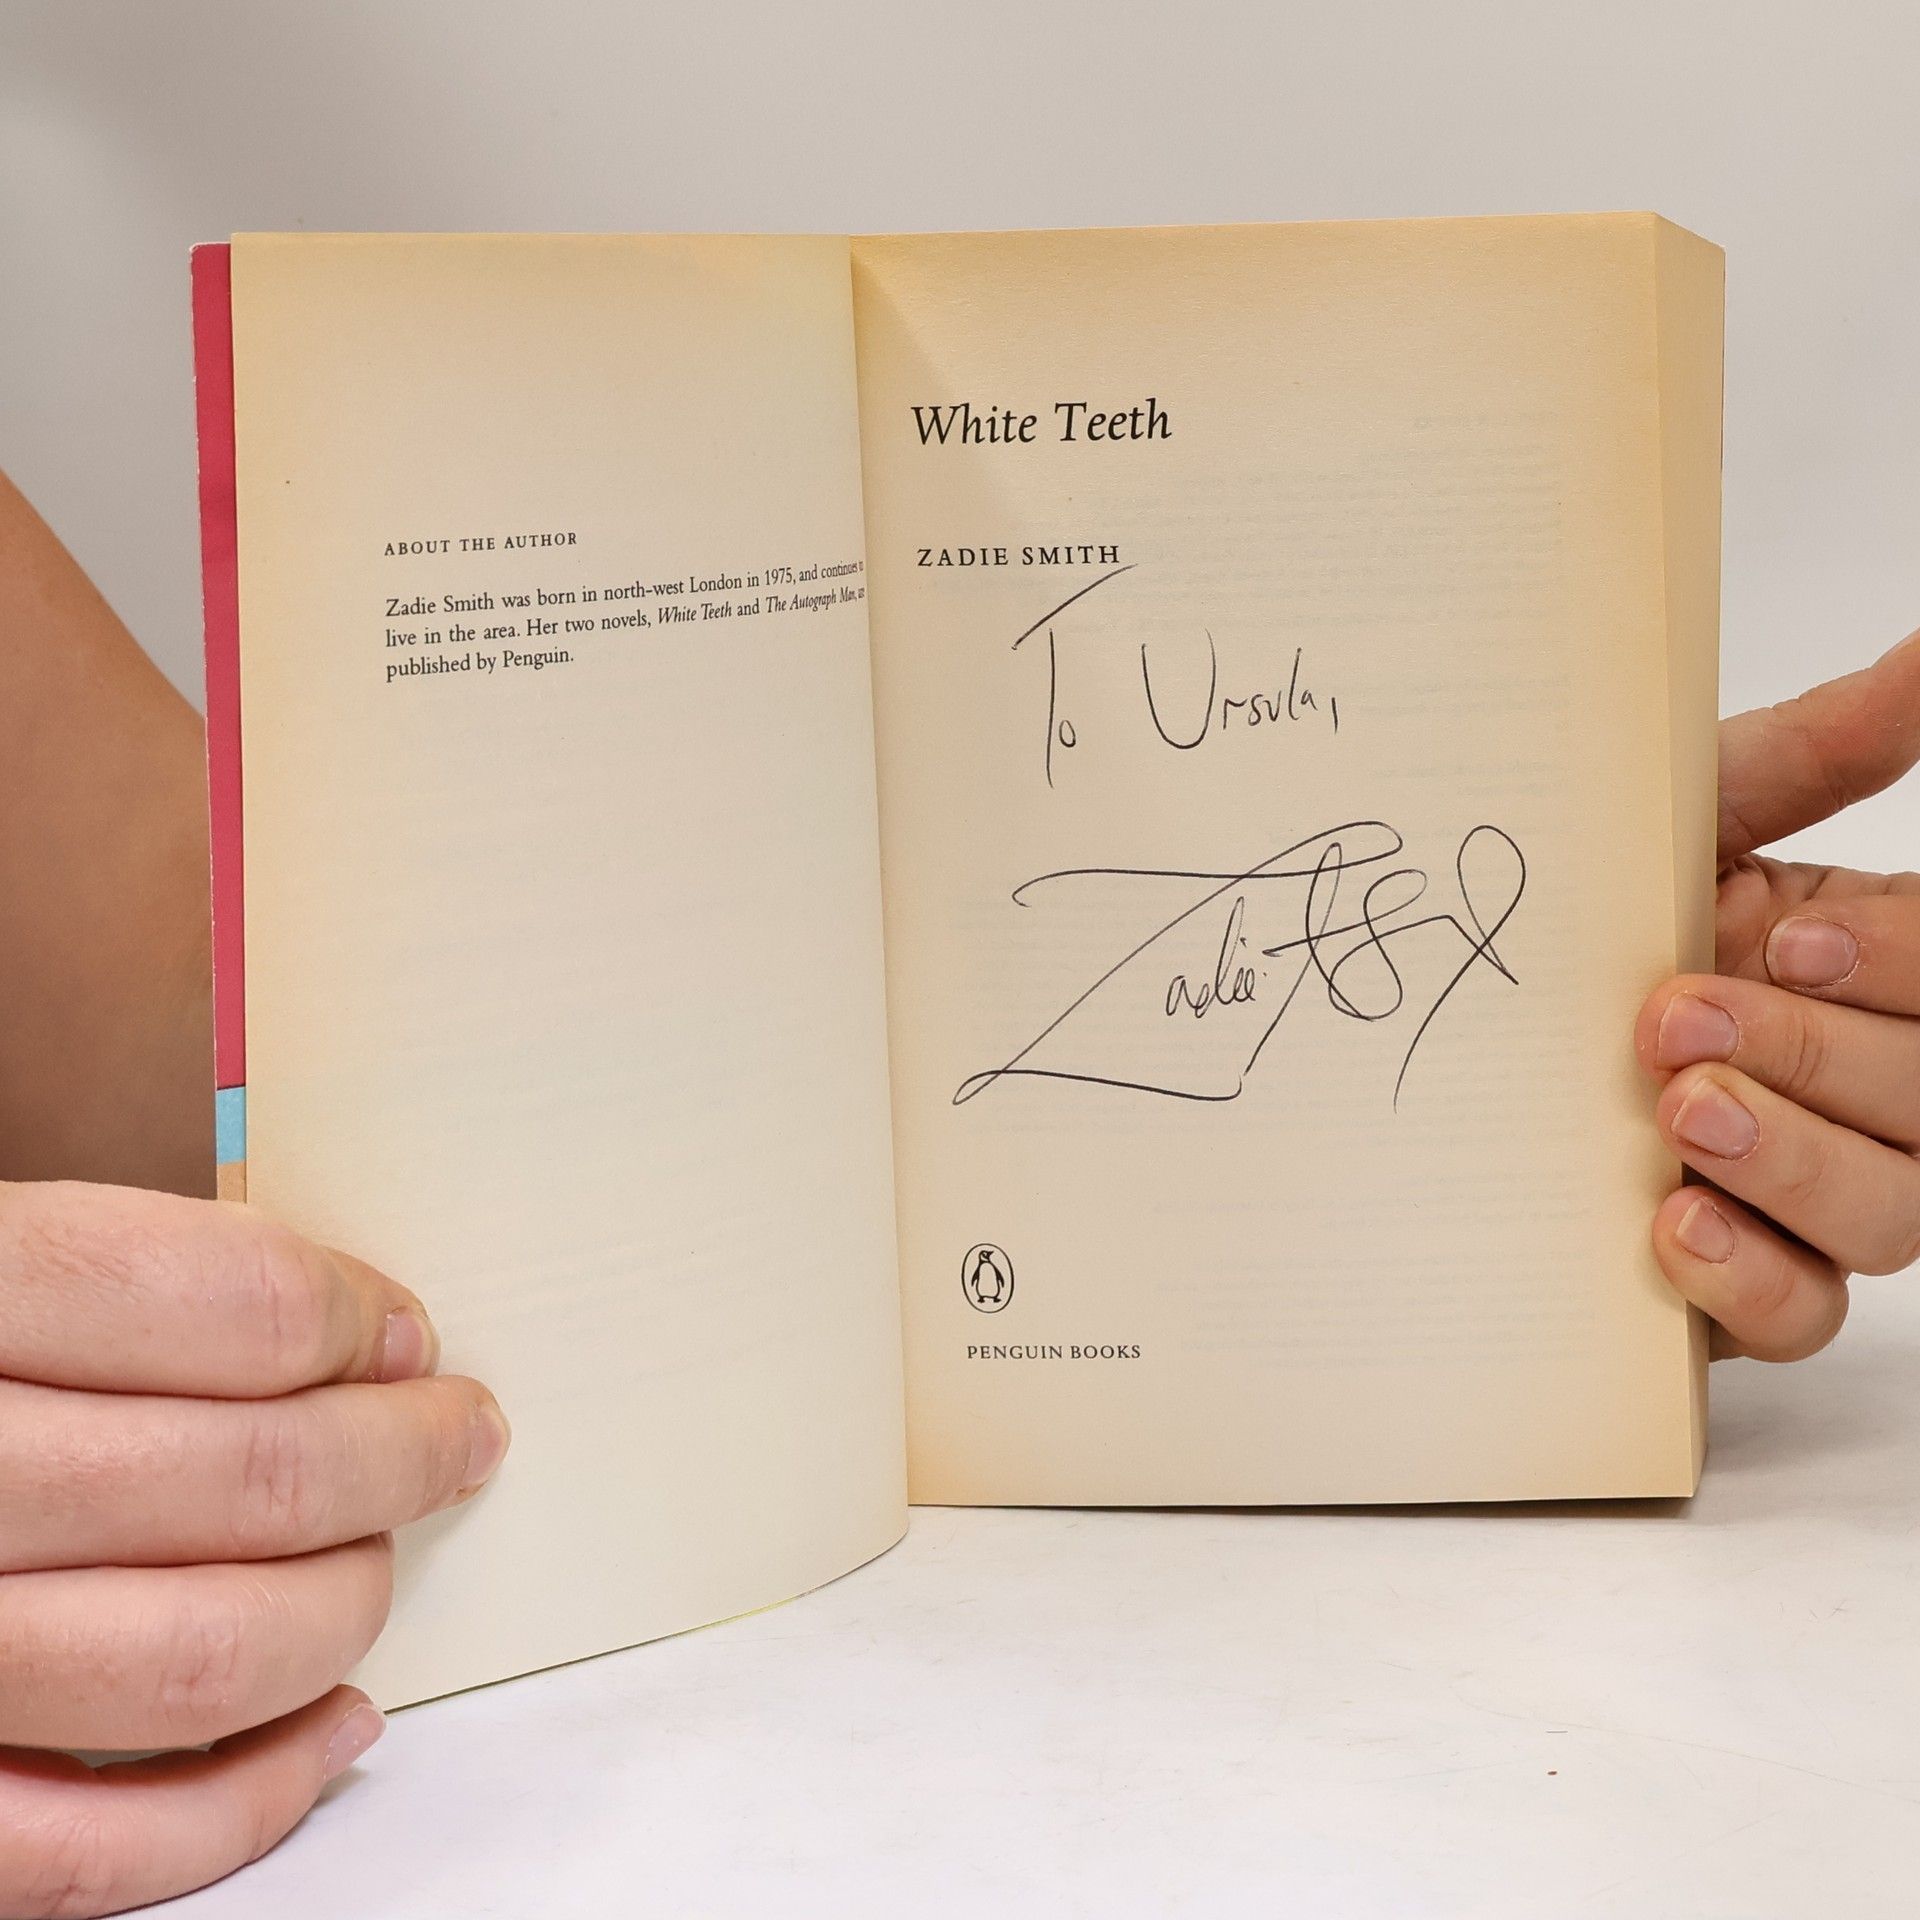 ABOUT THE AUTHOR
Zadie Smith was born in north-west London in 1975, and continues to
live in the area. Her two novels, White Teeth and The Autograph Man, are
published by Penguin.
White Teeth
ZADIE SMITH
To Ursula,
Zadie
PENGUIN BOOKS